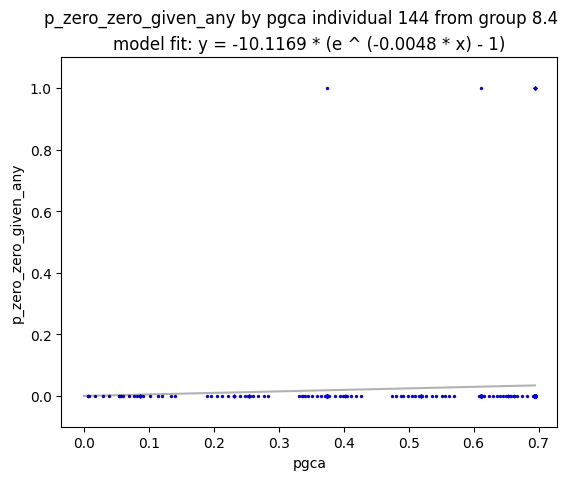 p_zero_zero_given_any by pgca individual 144 from group 8.4
model fit: y = -10.1169 * (e ^ (-0.0048 * x) - 1)
p_zero_zero_given_any
1.0
0.8
0.6
0.4
0.2
0.0
0.0 0.1 0.2 0.3 0.4 0.5 0.6 0.7
pgca